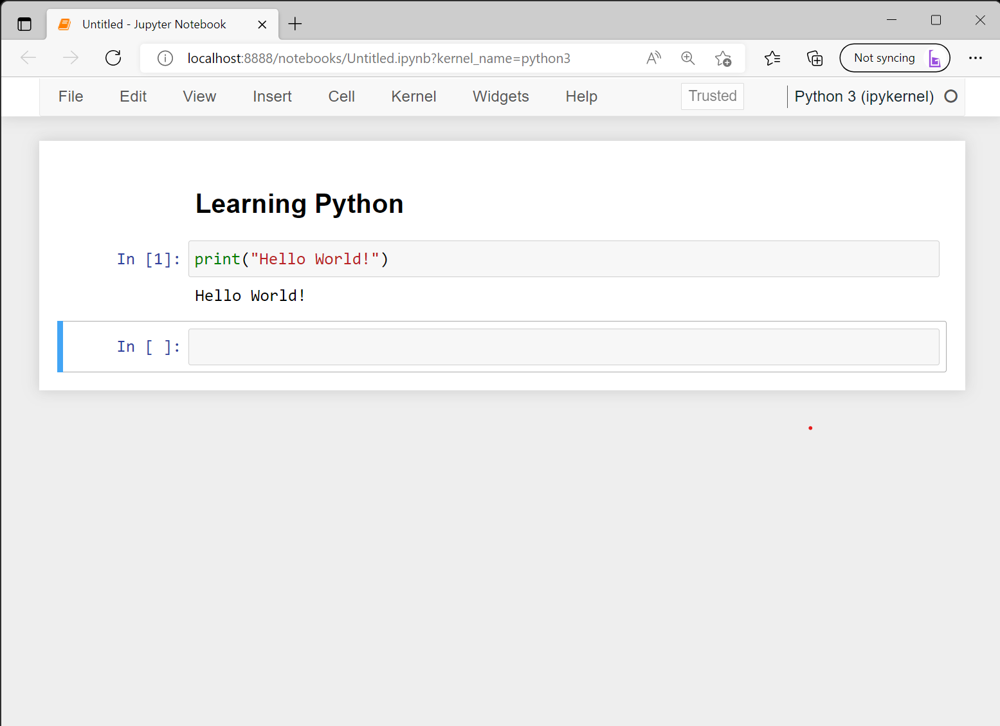 Untitled - Jupyter Notebook
localhost:8888/notebooks/Untitled.ipynb?kernel_name=python3
Not syncing
File Edit View Insert Cell Kernel Widgets Help Trusted Python 3 (ipykernel)
Learning Python
In [1]: print("Hello World!")
Hello World!
In [ ]: